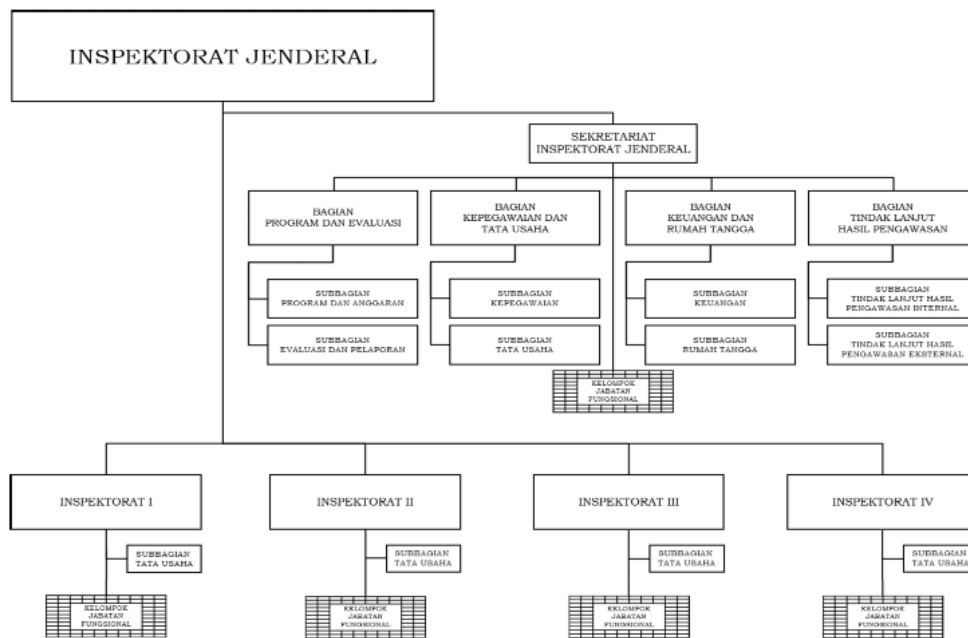 INSPEKTORAT JENDERAL
SEKRETARIAT
INSPEKTORAT JENDERAL
BAGIAN
PROGRAM DAN EVALUASI
BAGIAN
KEPEGAWAIAN DAN
TATA USAHA
BAGIAN
KEUANGAN DAN
RUMAH TANGGA
BAGIAN
TINDAK LANJUT
HASIL PENGAWASAN
SUBBAGIAN
PROGRAM DAN ANGGARAN
SUBBAGIAN
KEPEGAWAIAN
SUBBAGIAN
KEUANGAN
SUBBAGIAN
TINDAK LANJUT HASIL
PENGAWASAN INTERNAL
SUBBAGIAN
EVALUASI DAN PELAPORAN
SUBBAGIAN
TATA USAHA
SUBBAGIAN
RUMAH TANGGA
SUBBAGIAN
TINDAK LANJUT HASIL
PENGAWASAN EKSTERNAL
KELOMPOK
JABATAN
FUNGSIONAL
INSPEKTORAT I
INSPEKTORAT II
INSPEKTORAT III
INSPEKTORAT IV
SUBBAGIAN
TATA USAHA
SUBBAGIAN
TATA USAHA
SUBBAGIAN
TATA USAHA
SUBBAGIAN
TATA USAHA
KELOMPOK
JABATAN
FUNGSIONAL
KELOMPOK
JABATAN
FUNGSIONAL
KELOMPOK
JABATAN
FUNGSIONAL
KELOMPOK
JABATAN
FUNGSIONAL